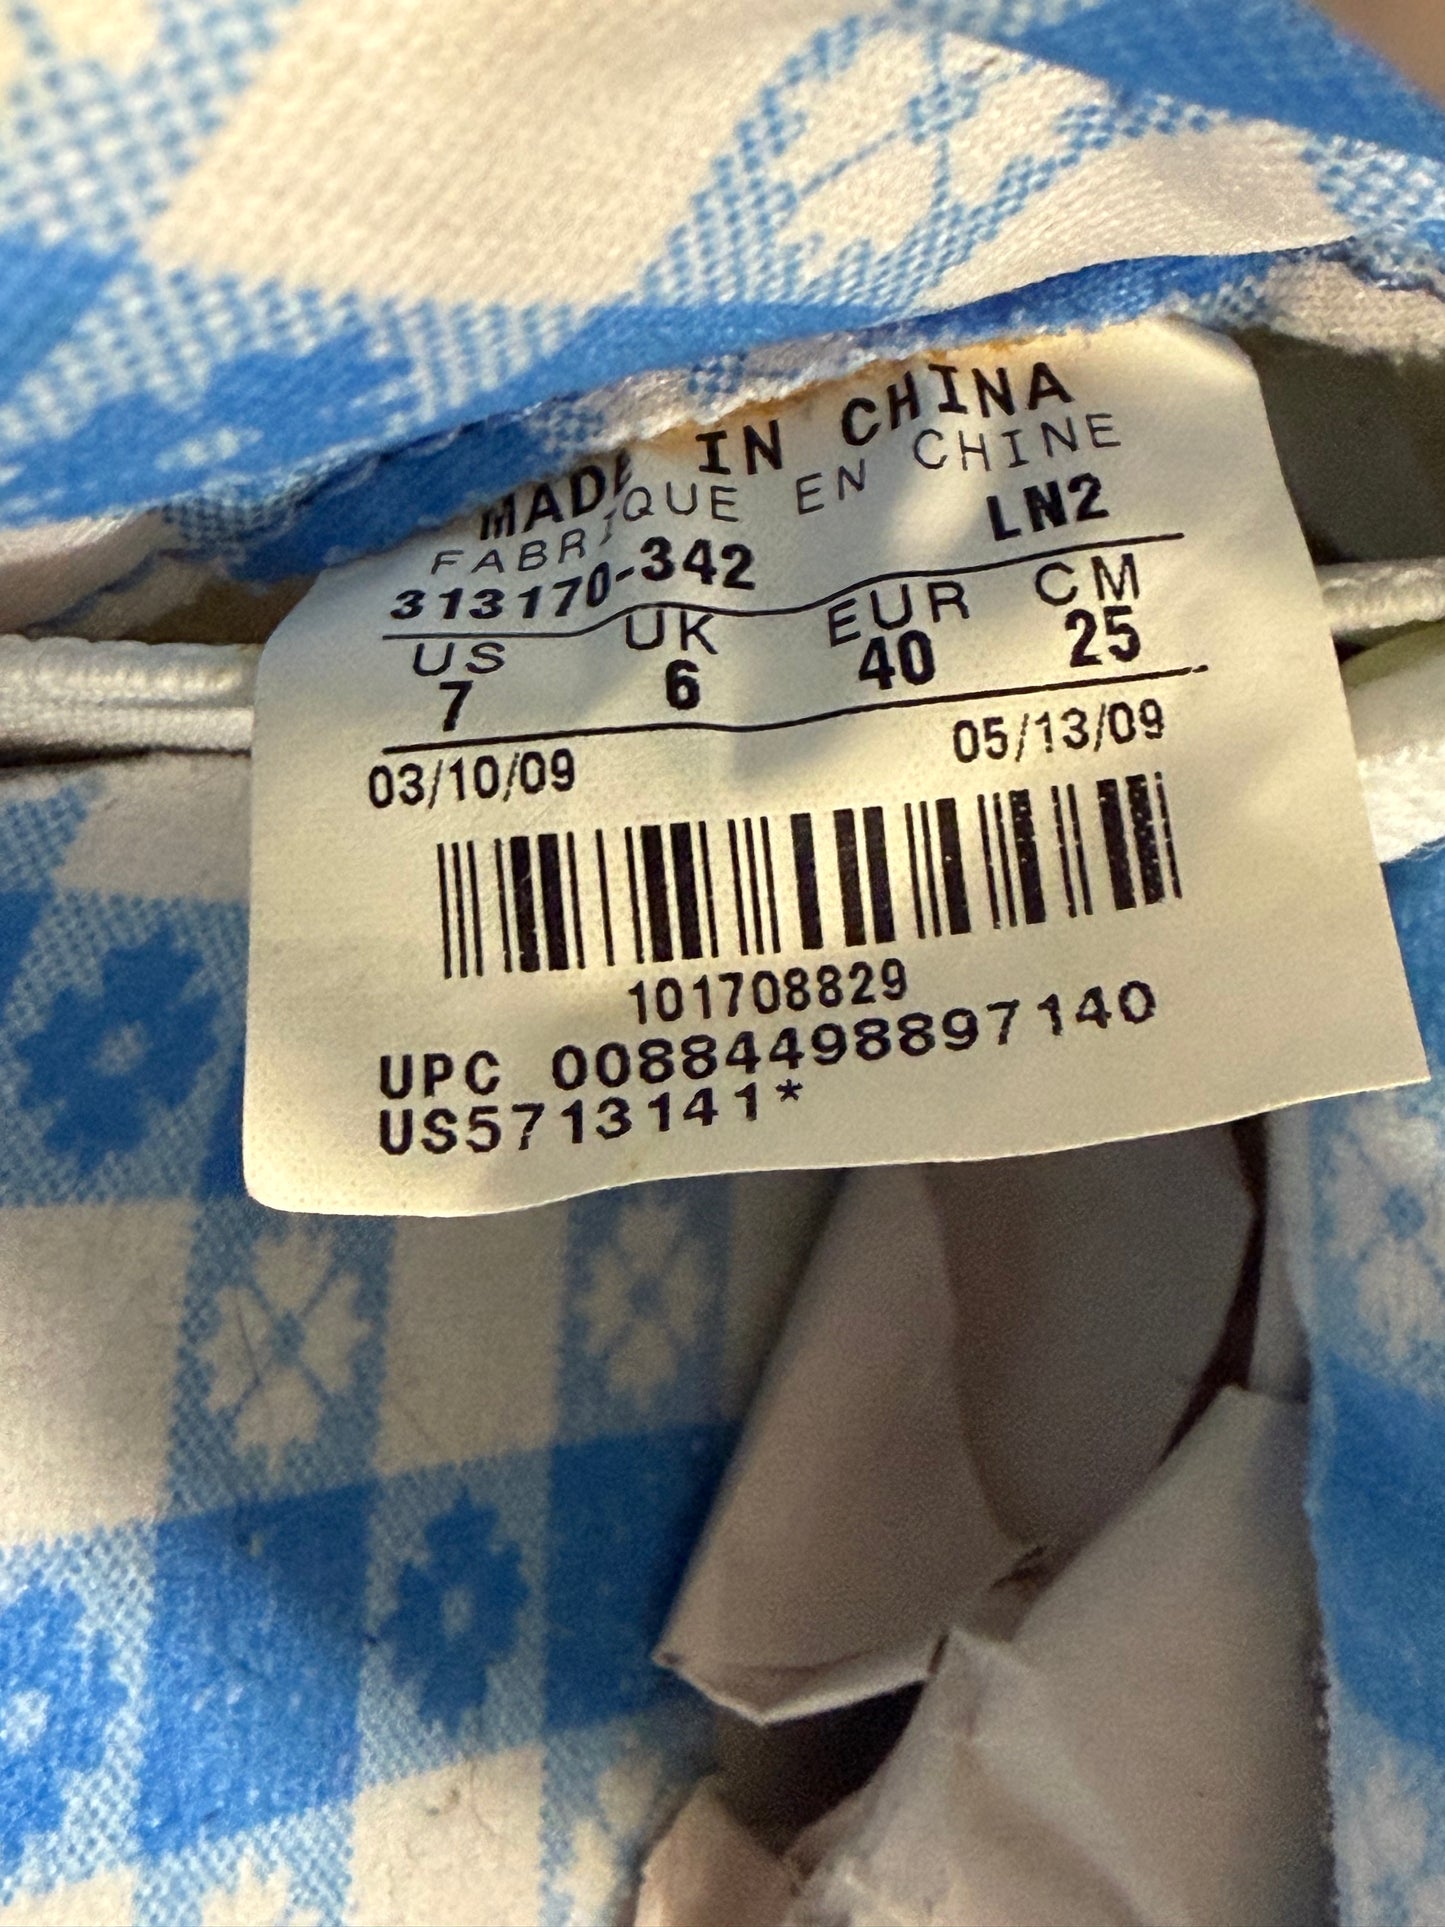 MADE IN CHINA
FABRIQUE EN CHINE
313170-342 LN2
US UK EUR CM
7 6 40 25
03/10/09 05/13/09
101708829
UPC 00884498897140
US5713141*